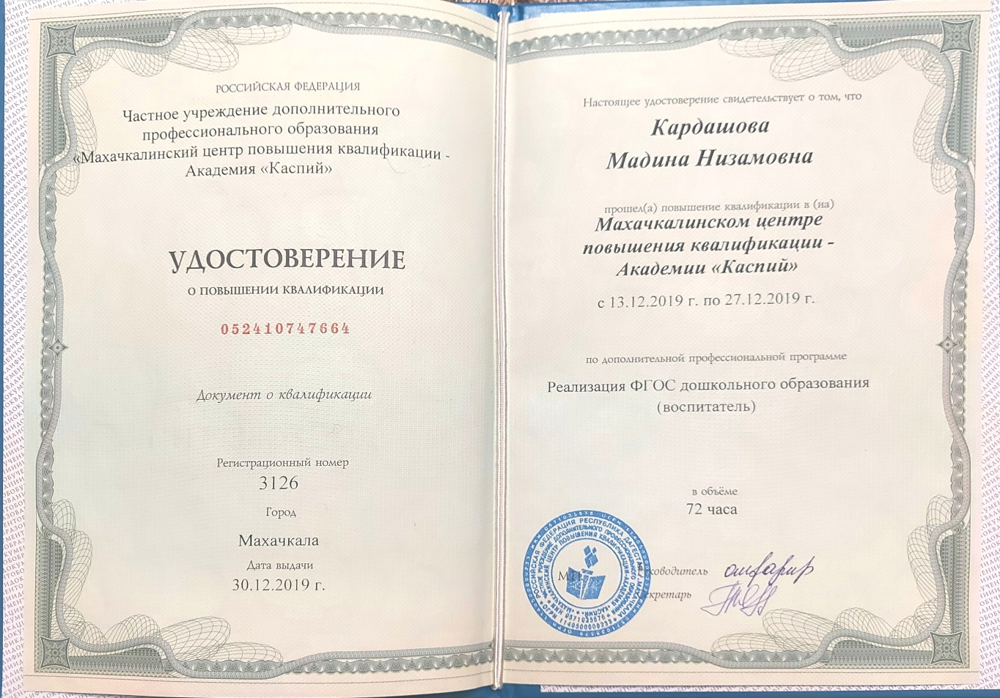 РОССИЙСКАЯ ФЕДЕРАЦИЯ
Частное учреждение дополнительного
профессионального образования
«Махачкалинский центр повышения квалификации -
Академия «Каспий»
УДОСТОВЕРЕНИЕ
О ПОВЫШЕНИИ КВАЛИФИКАЦИИ
052410747664
Документ о квалификации
Регистрационный номер
3126
Город
Махачкала
Дата выдачи
30.12.2019 г.
Настоящее удостоверение свидетельствует о том, что
Кардашова
Мадина Низамовна
прошел(а) повышение квалификации в (на)
Махачкалинском центре
повышения квалификации -
Академии «Каспий»
с 13.12.2019 г. по 27.12.2019 г.
по дополнительной профессиональной программе
Реализация ФГОС дошкольного образования
(воспитатель)
в объёме
72 часа
М.П.
Руководитель
Секретарь